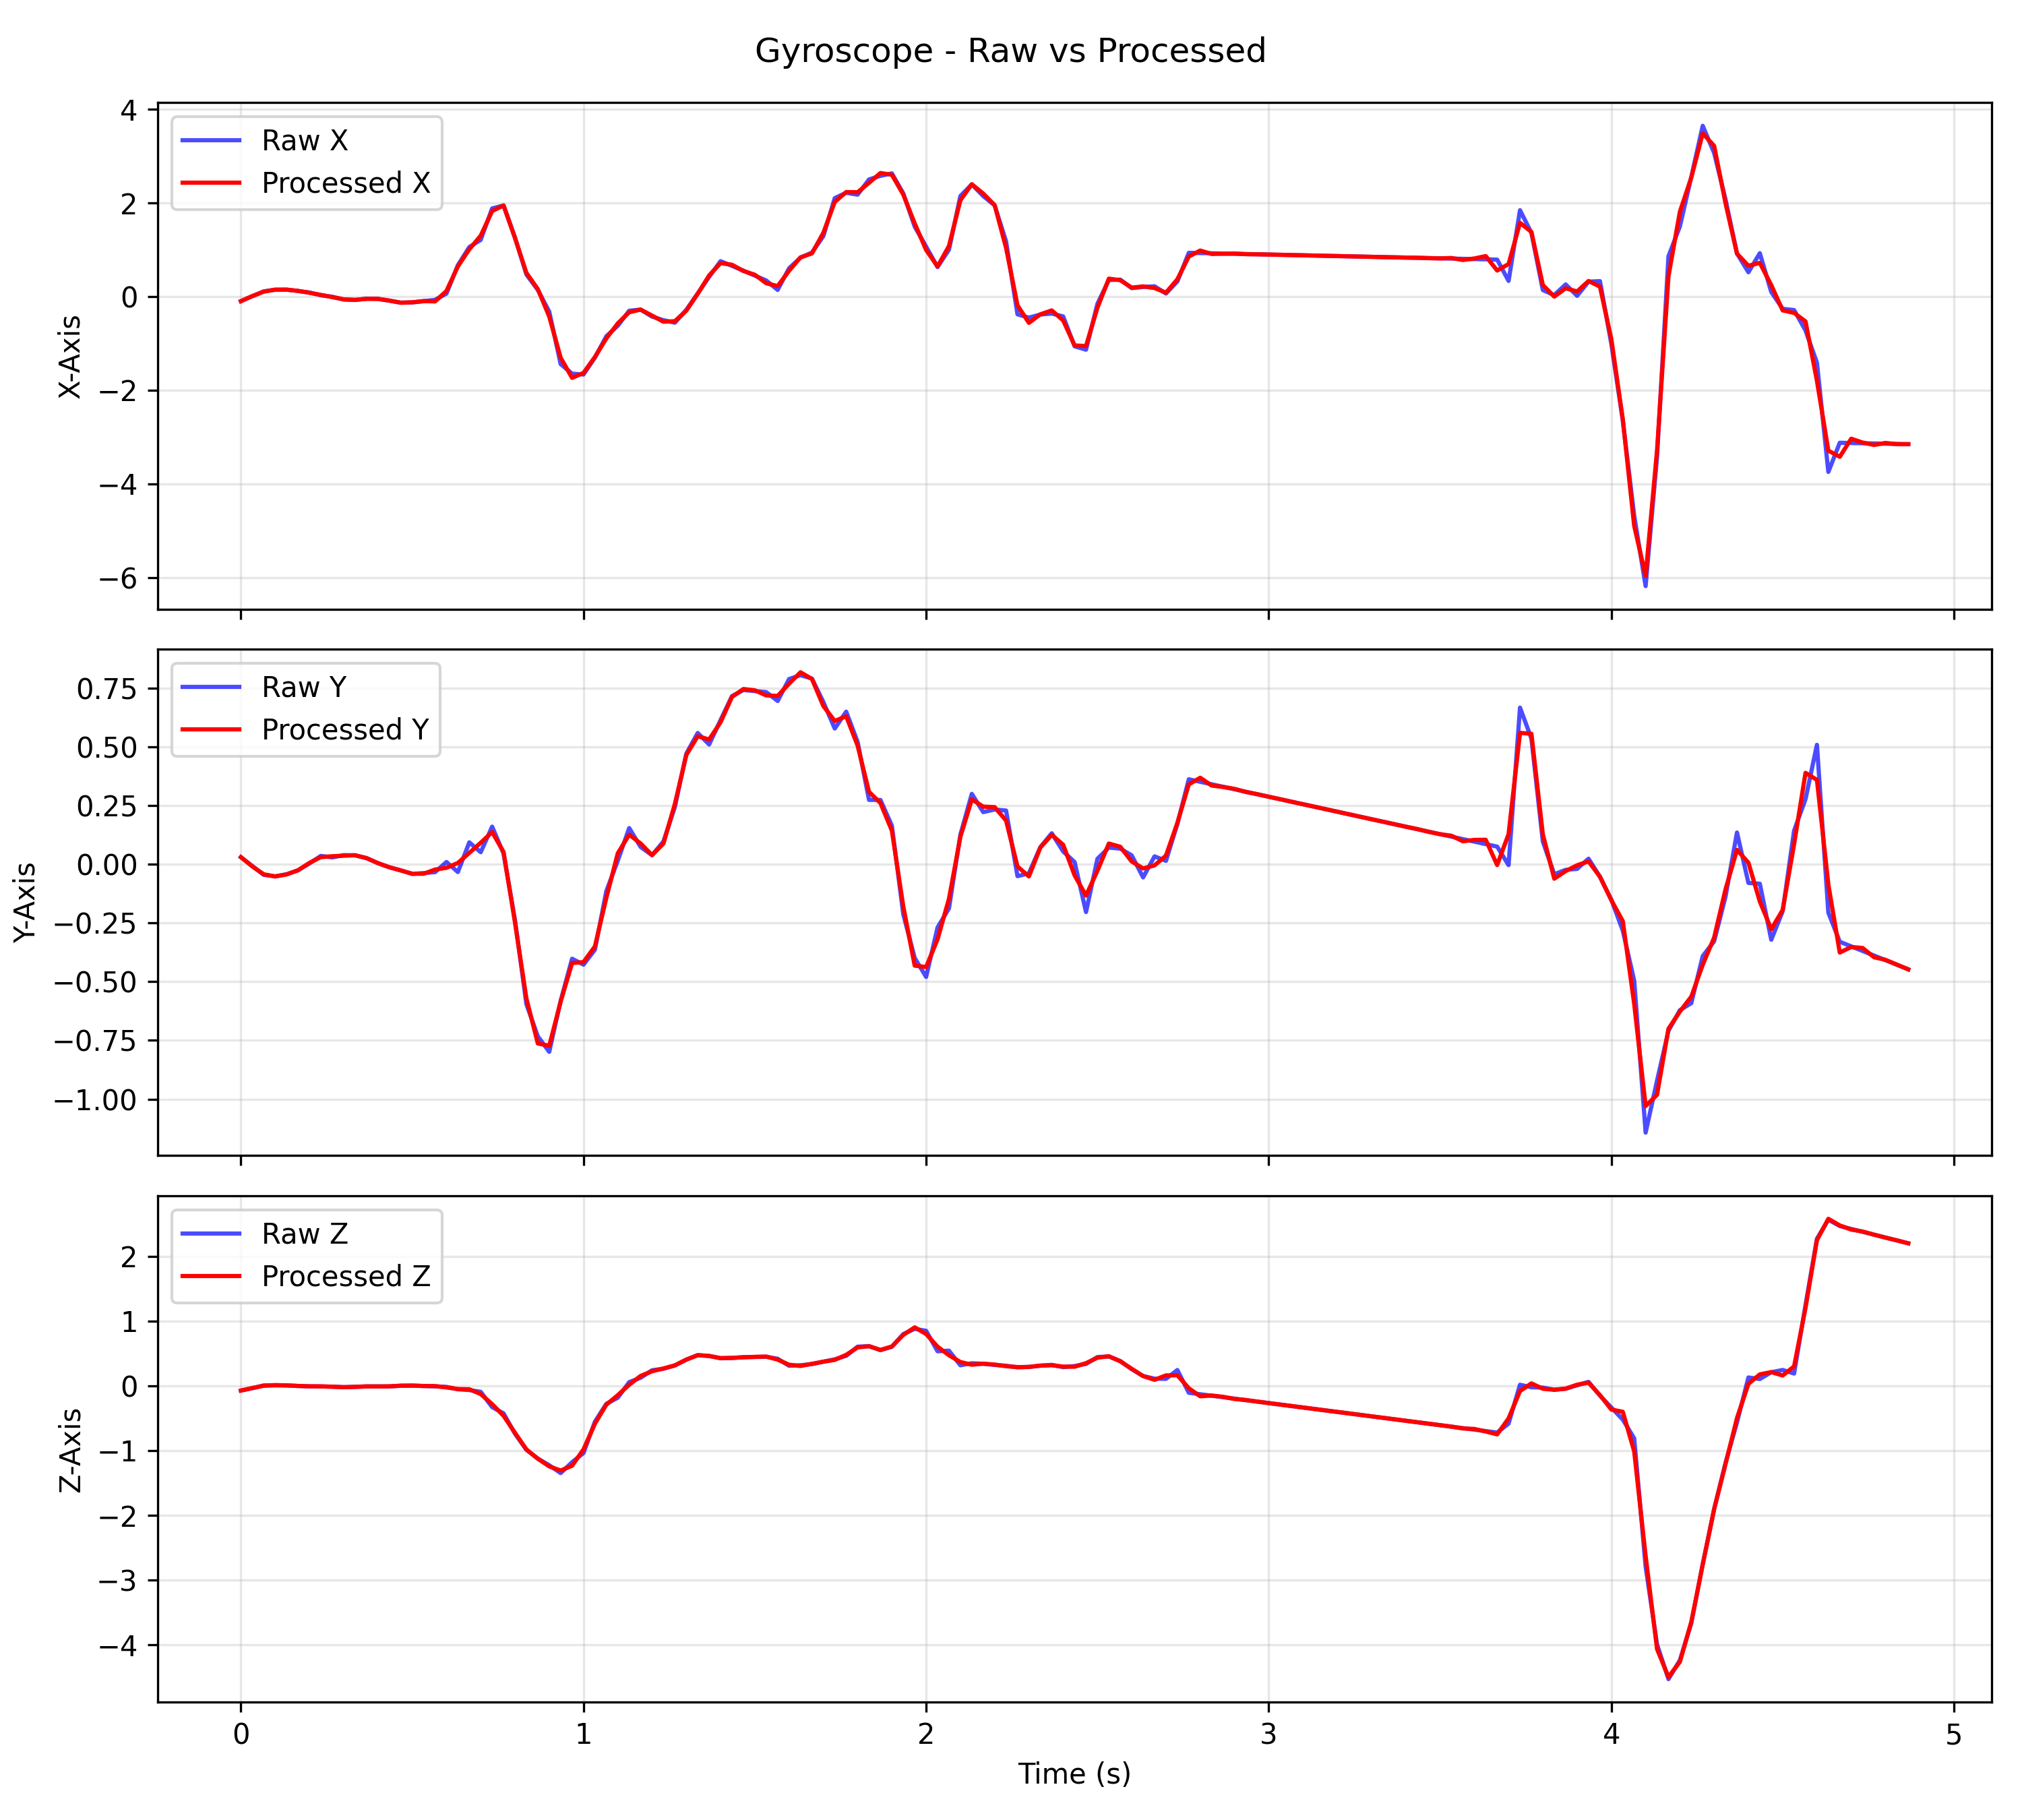 Gyroscope - Raw vs Processed
4
2
0
−2
−4
−6
X-Axis
Raw X
Processed X
0.75
0.50
0.25
0.00
−0.25
−0.50
−0.75
−1.00
Y-Axis
Raw Y
Processed Y
2
1
0
−1
−2
−3
−4
Z-Axis
Raw Z
Processed Z
0 1 2 3 4 5
Time (s)